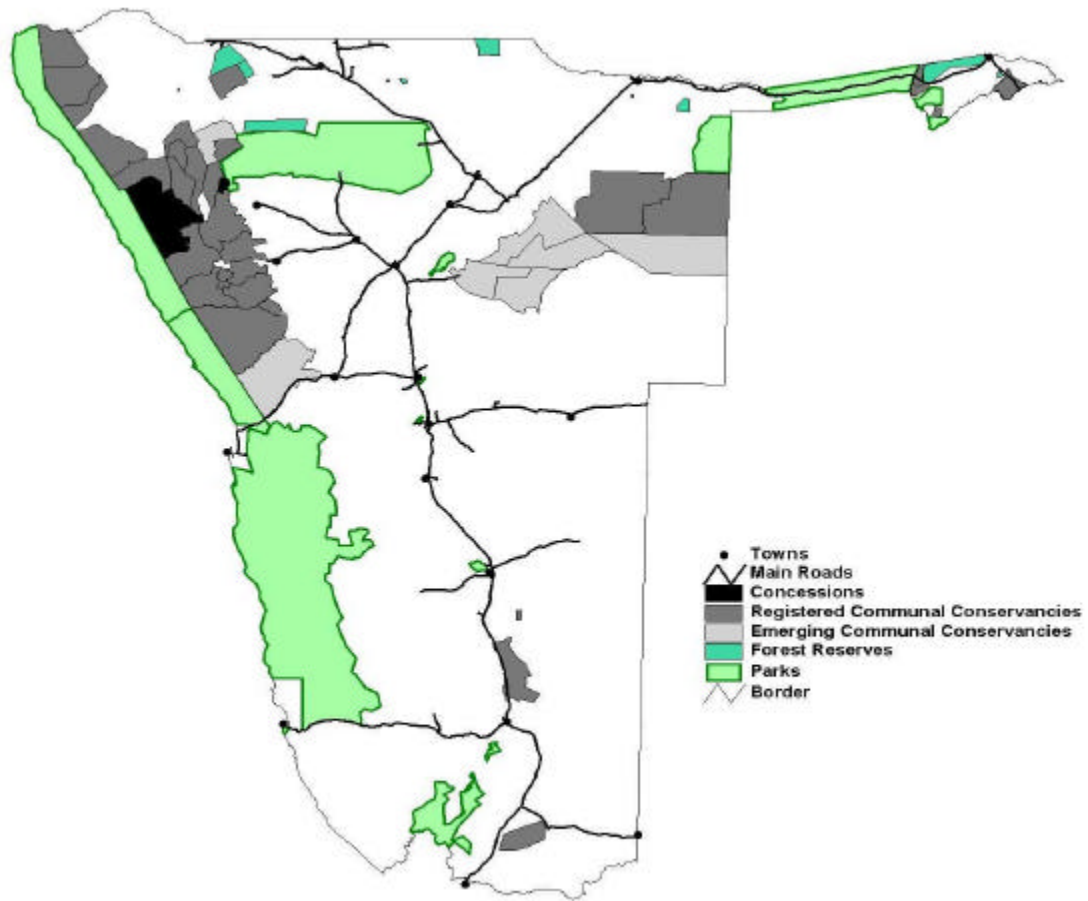 Towns
Main Roads
Concessions
Registered Communal Conservancies
Emerging Communal Conservancies
Forest Reserves
Parks
Border